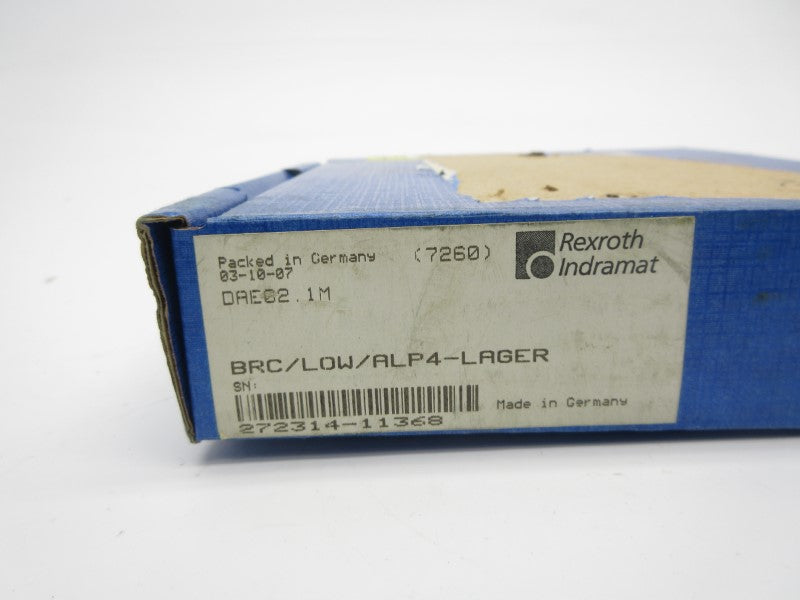 Packed in Germany (7260)
03-10-07
Rexroth
Indramat
DAE02.1M
BRC/LOW/ALP4-LAGER
SN:
272314-11368
Made in Germany